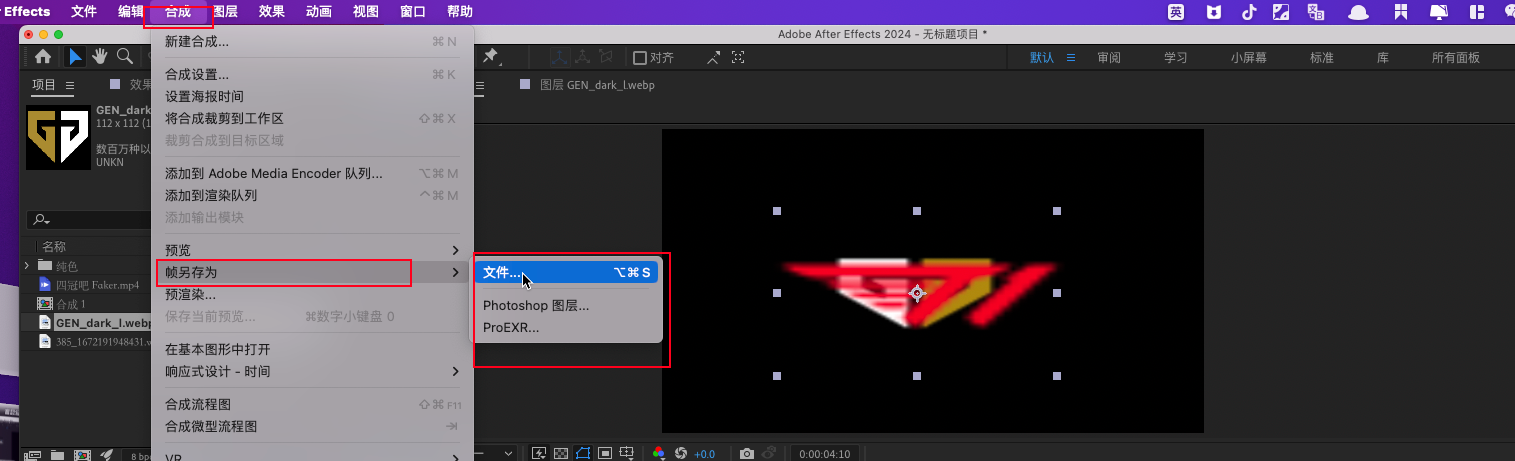 Effects 文件 编辑 合成 图层 效果 动画 视图 窗口 帮助 英
Adobe After Effects 2024 - 无标题项目 *
对齐 默认 审阅 学习 小屏幕 标准 库 所有面板
项目 效果
图层 GEN_dark_l.webp
GEN_dark
112 x 112 (1
数百万种以
UNKN
名称
纯色
四冠吧 Faker.mp4
合成 1
GEN_dark_l.webp
385_1672191948431.w
8 bpc
新建合成... ⌘ N
合成设置... ⌘ K
设置海报时间
将合成裁剪到工作区 ⇧⌘ X
裁剪合成到目标区域
添加到 Adobe Media Encoder 队列... ⌥⌘ M
添加到渲染队列 ^⌘ M
添加输出模块
预览
帧另存为
预渲染...
保存当前预览... ⌘数字小键盘 0
在基本图形中打开
响应式设计 - 时间
合成流程图 ⇧⌘ F11
合成微型流程图 ⇥
VR
文件... ⌥⌘ S
Photoshop 图层...
ProEXR...
+0.0
0:00:04:10